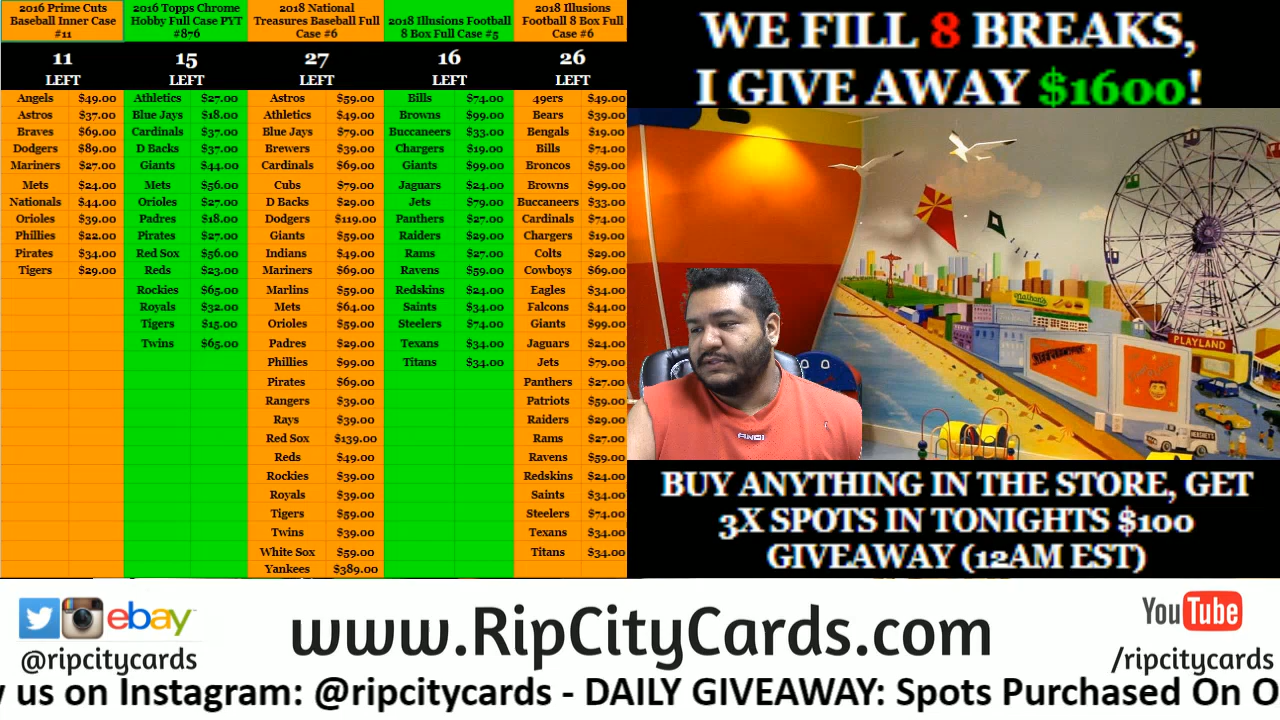 2016 Prime Cuts
Baseball Inner Case
#11
11
LEFT
Angels $49.00
Astros $37.00
Braves $69.00
Dodgers $89.00
Mariners $27.00
Mets $24.00
Nationals $44.00
Orioles $39.00
Phillies $22.00
Pirates $34.00
Tigers $29.00
2016 Topps Chrome
Hobby Full Case PYT
#876
15
LEFT
Athletics $27.00
Blue Jays $18.00
Cardinals $37.00
D Backs $37.00
Giants $44.00
Mets $56.00
Orioles $27.00
Padres $18.00
Pirates $27.00
Red Sox $56.00
Reds $23.00
Rockies $65.00
Royals $32.00
Tigers $15.00
Twins $65.00
2018 National
Treasures Baseball Full
Case #6
27
LEFT
Astros $59.00
Athletics $49.00
Blue Jays $79.00
Brewers $39.00
Cardinals $69.00
Cubs $79.00
D Backs $29.00
Dodgers $119.00
Giants $59.00
Indians $49.00
Mariners $69.00
Marlins $59.00
Mets $64.00
Orioles $59.00
Padres $29.00
Phillies $99.00
Pirates $69.00
Rangers $39.00
Rays $39.00
Red Sox $139.00
Reds $49.00
Rockies $39.00
Royals $39.00
Tigers $59.00
Twins $39.00
White Sox $59.00
Yankees $389.00
2018 Illusions Football
8 Box Full Case #5
16
LEFT
Bills $74.00
Browns $99.00
Buccaneers $33.00
Chargers $19.00
Giants $99.00
Jaguars $24.00
Jets $79.00
Panthers $27.00
Raiders $29.00
Rams $27.00
Ravens $59.00
Redskins $24.00
Saints $34.00
Steelers $74.00
Texans $34.00
Titans $34.00
2018 Illusions
Football 8 Box Full
Case #6
26
LEFT
49ers $49.00
Bears $39.00
Bengals $19.00
Bills $74.00
Broncos $59.00
Browns $99.00
Buccaneers $33.00
Cardinals $74.00
Chargers $19.00
Colts $29.00
Cowboys $69.00
Eagles $34.00
Falcons $44.00
Giants $99.00
Jaguars $24.00
Jets $79.00
Panthers $27.00
Patriots $59.00
Raiders $29.00
Rams $27.00
Ravens $59.00
Redskins $24.00
Saints $34.00
Steelers $74.00
Texans $34.00
Titans $34.00
WE FILL 8 BREAKS,
I GIVE AWAY $1600!
nathan's
PLAYLAND
AND1
BUY ANYTHING IN THE STORE, GET
3X SPOTS IN TONIGHTS $100
GIVEAWAY (12AM EST)
ebay
@ripcitycards
www.RipCityCards.com
YouTube
/ripcitycards
y us on Instagram: @ripcitycards - DAILY GIVEAWAY: Spots Purchased On O